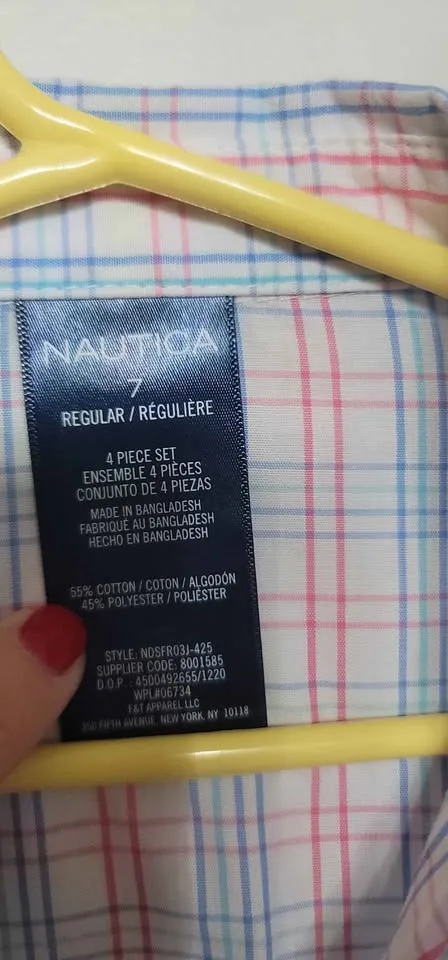 NAUTICA
7
REGULAR / RÉGULIÈRE
4 PIECE SET
ENSEMBLE 4 PIÈCES
CONJUNTO DE 4 PIEZAS
MADE IN BANGLADESH
FABRIQUÉ AU BANGLADESH
HECHO EN BANGLADESH
55% COTTON / COTON / ALGODÓN
45% POLYESTER / POLIÉSTER
STYLE: NDSFR03J-425
SUPPLIER CODE: 8001585
D.O.P. : 4500492655/1220
WPL#06734
F&T APPAREL LLC
350 FIFTH AVENUE, NEW YORK, NY 10118